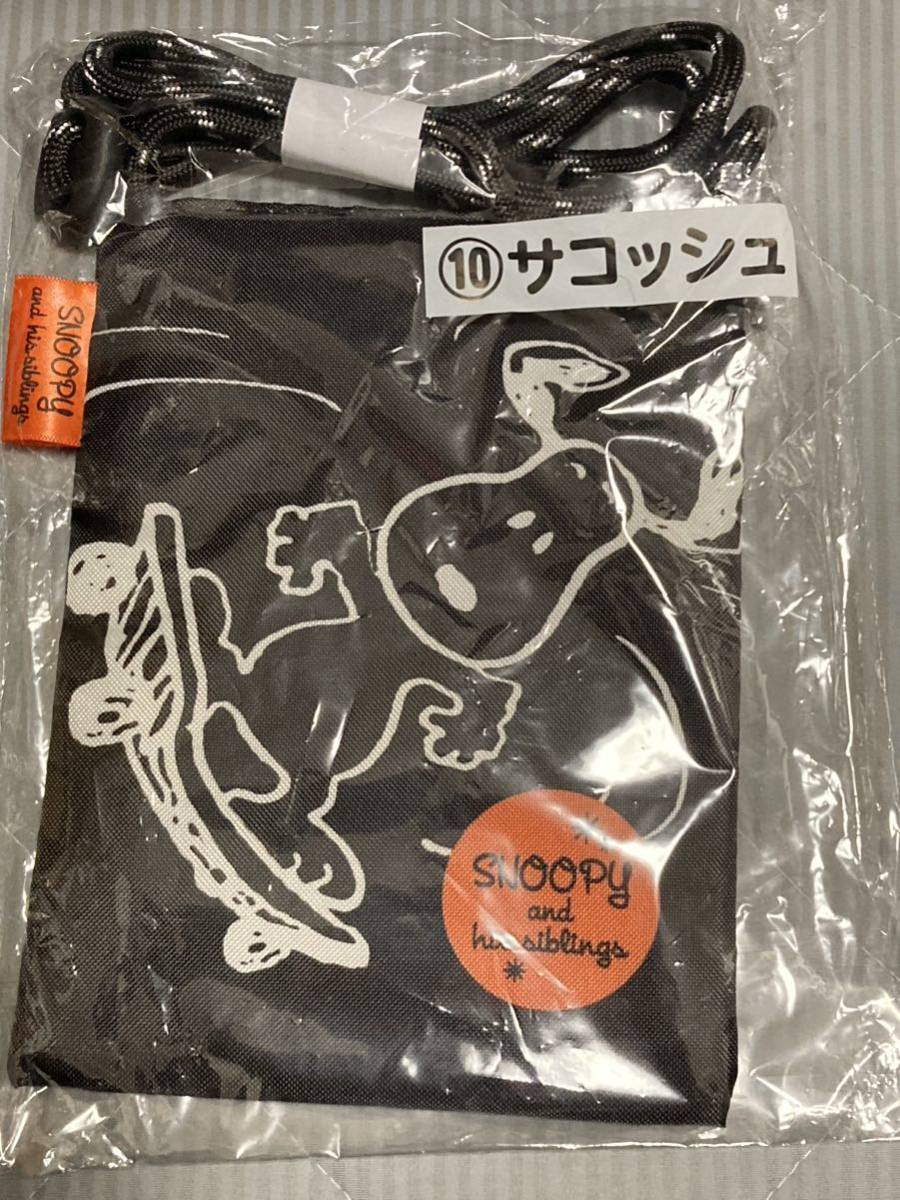 ⑩サコッシュ
SNOOPY
and his siblings
SNOOPY
and
his siblings